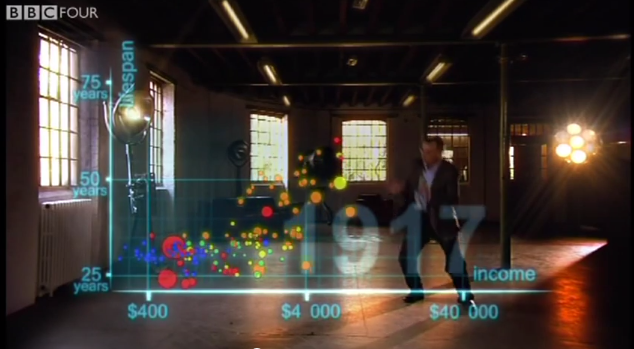 BBC FOUR
lifespan
75
years
50
years
1917
25
years
income
$400
$4 000
$40 000